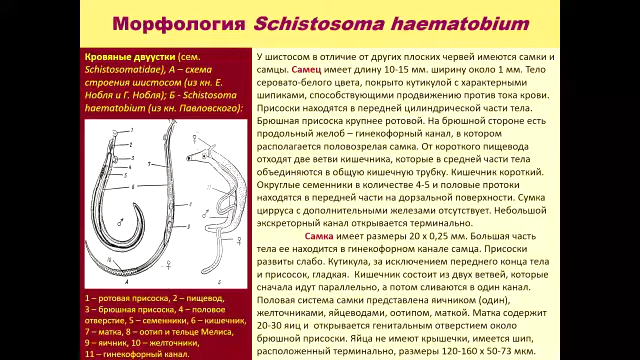 Морфология Schistosoma haematobium
Кровяные двуустки (сем.
Schistosomatidae), А – схема
строения шистосом (из кн. Е.
Нобля и Г. Нобля); Б - Schistosoma
haematobium (из кн. Павловского):
1 – ротовая присоска, 2 – пищевод,
3 – брюшная присоска, 4 – половое
отверстие, 5 – семенники, 6 – кишечник,
7 – матка, 8 – оотип и тельце Мелиса,
9 – яичник, 10 – желточники,
11 – гинекофорный канал.
У шистосом в отличие от других плоских червей имеются самки и
самцы. Самец имеет длину 10-15 мм. ширину около 1 мм. Тело
серовато-белого цвета, покрыто кутикулой с характерными
шипиками, способствующими продвижению против тока крови.
Присоски находятся в передней цилиндрической части тела.
Брюшная присоска крупнее ротовой. На брюшной стороне есть
продольный желоб – гинекофорный канал, в котором
располагается половозрелая самка. От короткого пищевода
отходят две ветви кишечника, которые в средней части тела
объединяются в общую кишечную трубку. Кишечник короткий.
Округлые семенники в количестве 4-5 и половые протоки
находятся в передней части на дорзальной поверхности. Сумка
цирруса с дополнительными железами отсутствует. Небольшой
экскреторный канал открывается терминально.
Самка имеет размеры 20 х 0,25 мм. Большая часть
тела ее находится в гинекофорном канале самца. Присоски
развиты слабо. Кутикула, за исключением переднего конца тела
и присосок, гладкая. Кишечник состоит из двух ветвей, которые
сначала идут параллельно, а потом сливаются в один канал.
Половая система самки представлена яичником (один),
желточниками, яйцеводами, оотипом, маткой. Матка содержит
20-30 яиц и открывается генитальным отверстием около
брюшной присоски. Яйца не имеют крышечки, имеется шип,
расположенный терминально, размеры 120-160 х 50-73 мкм.